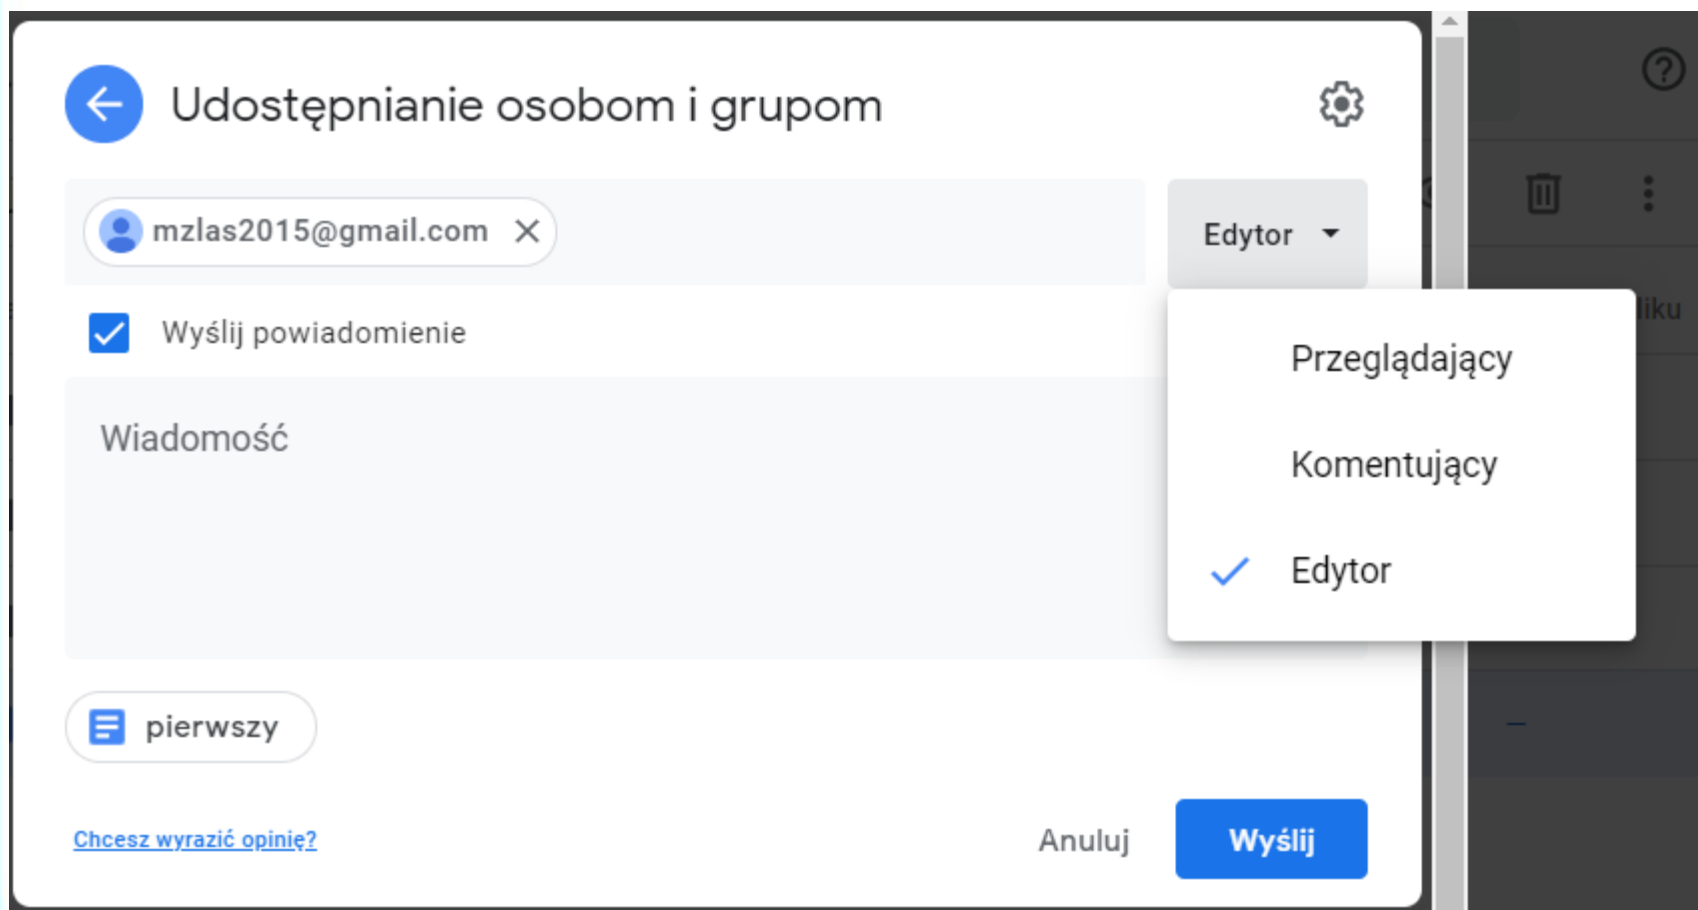 Udostępnianie osobom i grupom
mzlas2015@gmail.com
Edytor
Wyślij powiadomienie
liku
Przeglądający
Wiadomość
Komentujący
Edytor
pierwszy
Chcesz wyrazić opinię?
Anuluj
Wyślij